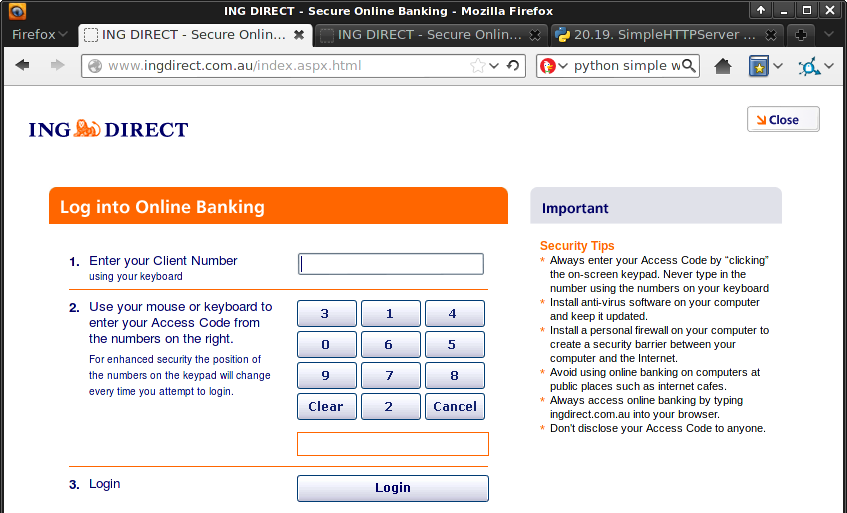 ING DIRECT - Secure Online Banking - Mozilla Firefox
Firefox
ING DIRECT - Secure Onlin...
ING DIRECT - Secure Onlin...
20.19. SimpleHTTPServer ...
www.ingdirect.com.au/index.aspx.html
python simple w
ING DIRECT
Close
Log into Online Banking
1. Enter your Client Number
using your keyboard
2. Use your mouse or keyboard to
enter your Access Code from
the numbers on the right.
For enhanced security the position of
the numbers on the keypad will change
every time you attempt to login.
3 1 4
0 6 5
9 7 8
Clear 2 Cancel
3. Login
Login
Important
Security Tips
* Always enter your Access Code by “clicking”
the on-screen keypad. Never type in the
number using the numbers on your keyboard
* Install anti-virus software on your computer
and keep it updated.
* Install a personal firewall on your computer to
create a security barrier between your
computer and the Internet.
* Avoid using online banking on computers at
public places such as internet cafes.
* Always access online banking by typing
ingdirect.com.au into your browser.
* Don't disclose your Access Code to anyone.